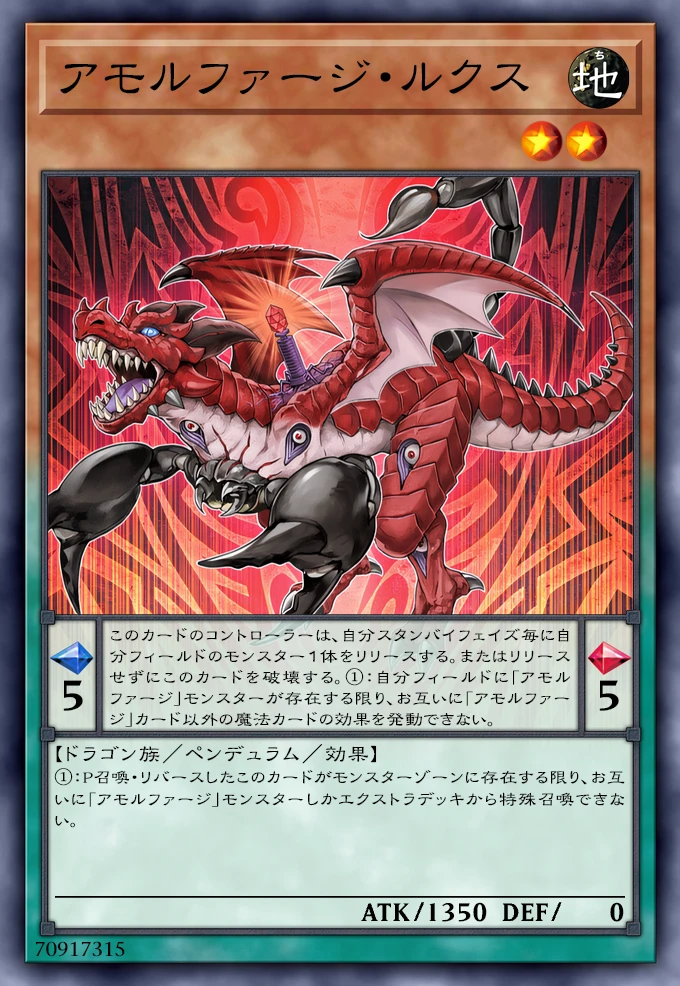 アモルファージ・ルクス
ち
地
このカードのコントローラーは、自分スタンバイフェイズ毎に自
分フィールドのモンスター1体をリリースする。またはリリース
せずにこのカードを破壊する。①:自分フィールドに「アモル
ファージ」モンスターが存在する限り、お互いに「アモルファー
ジ」カード以外の魔法カードの効果を発動できない。
5
5
【ドラゴン族/ペンデュラム/効果】
①:P召喚・リバースしたこのカードがモンスターゾーンに存在する限り、お互
いに「アモルファージ」モンスターしかエクストラデッキから特殊召喚できな
い。
ATK/1350 DEF/ 0
70917315